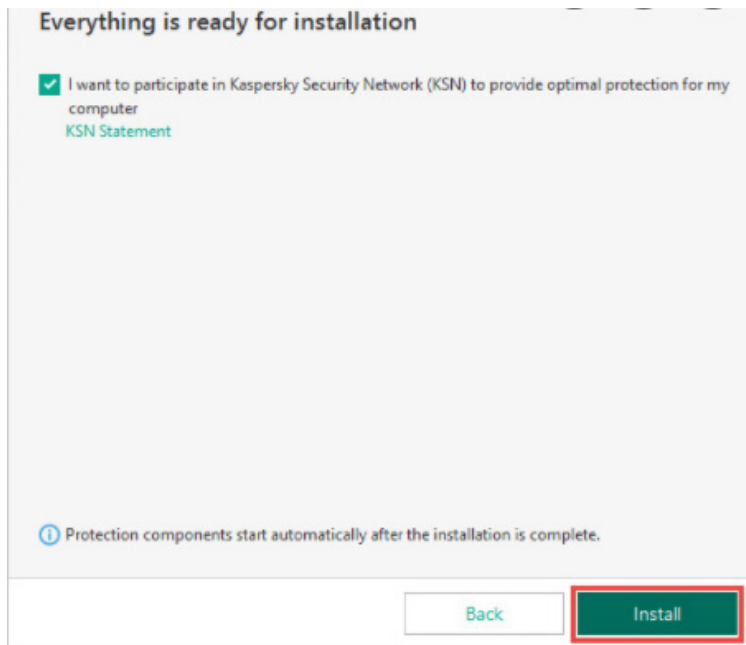 Everything is ready for installation
I want to participate in Kaspersky Security Network (KSN) to provide optimal protection for my
computer
KSN Statement
Protection components start automatically after the installation is complete.
Back
Install